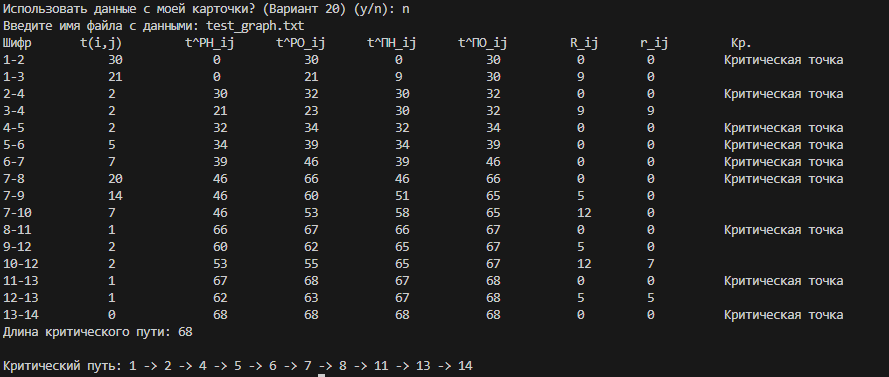 Использовать данные с моей карточки? (Вариант 20) (y/n): n
Введите имя файла с данными: test_graph.txt
Шифр t(i,j) t^РН_ij t^РО_ij t^ПН_ij t^ПО_ij R_ij r_ij Кр.
1-2 30 0 30 0 30 0 0 Критическая точка
1-3 21 0 21 9 30 9 0
2-4 2 30 32 30 32 0 0 Критическая точка
3-4 2 21 23 30 32 9 9
4-5 2 32 34 32 34 0 0 Критическая точка
5-6 5 34 39 34 39 0 0 Критическая точка
6-7 7 39 46 39 46 0 0 Критическая точка
7-8 20 46 66 46 66 0 0 Критическая точка
7-9 14 46 60 51 65 5 0
7-10 7 46 53 58 65 12 0
8-11 1 66 67 66 67 0 0 Критическая точка
9-12 2 60 62 65 67 5 0
10-12 2 53 55 65 67 12 7
11-13 1 67 68 67 68 0 0 Критическая точка
12-13 1 62 63 67 68 5 5
13-14 0 68 68 68 68 0 0 Критическая точка
Длина критического пути: 68
Критический путь: 1 -> 2 -> 4 -> 5 -> 6 -> 7 -> 8 -> 11 -> 13 -> 14